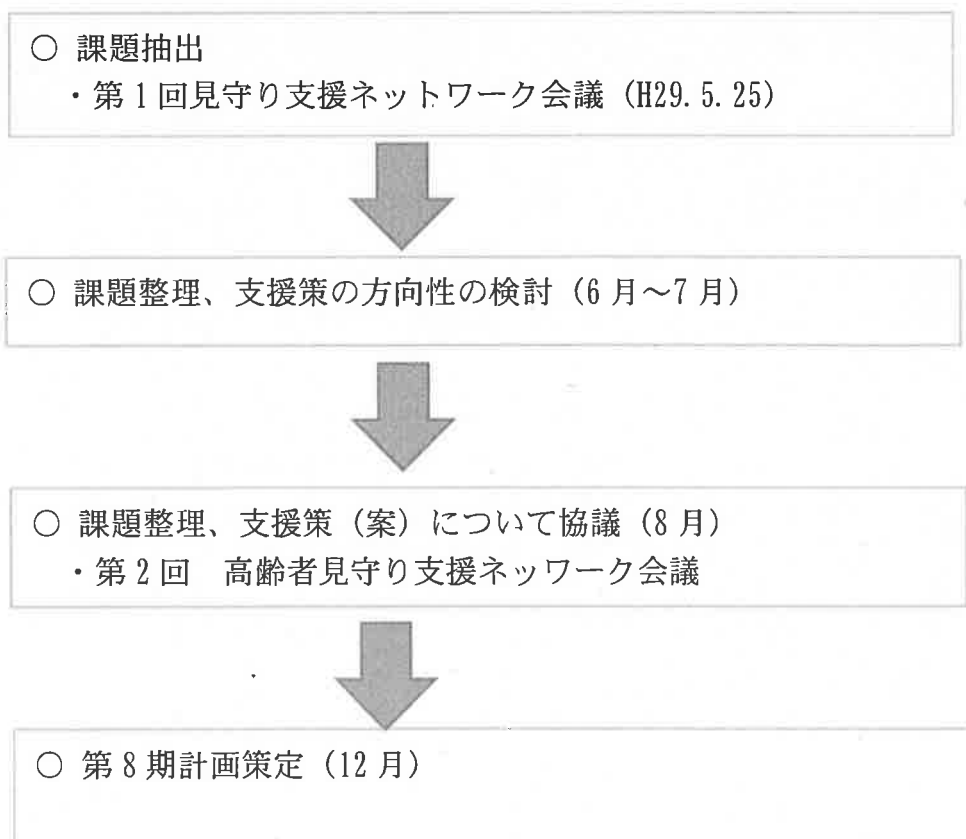 ○ 課題抽出
・第1回見守り支援ネットワーク会議（H29.5.25）
○ 課題整理、支援策の方向性の検討（6月～7月）
○ 課題整理、支援策（案）について協議（8月）
・第2回　高齢者見守り支援ネッワーク会議
○ 第8期計画策定（12月）